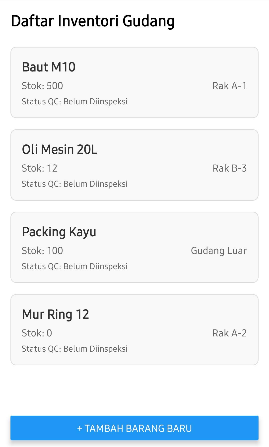 Daftar Inventori Gudang
Baut M10
Stok: 500 Rak A-1
Status QC: Belum Diinspeksi
Oli Mesin 20L
Stok: 12 Rak B-3
Status QC: Belum Diinspeksi
Packing Kayu
Stok: 100 Gudang Luar
Status QC: Belum Diinspeksi
Mur Ring 12
Stok: 0 Rak A-2
Status QC: Belum Diinspeksi
+ TAMBAH BARANG BARU